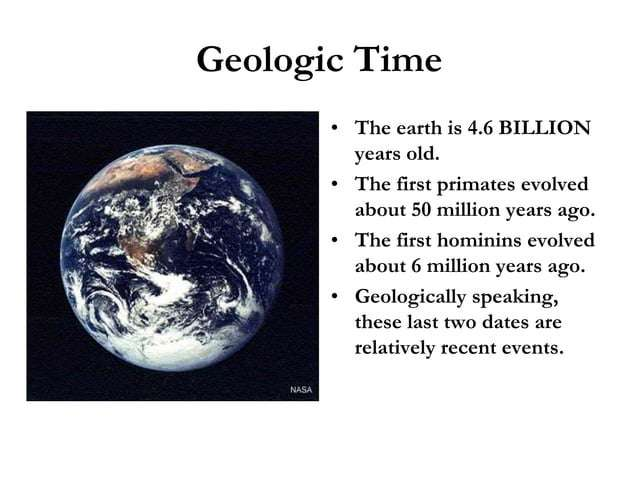 Geologic Time
• The earth is 4.6 BILLION
years old.
• The first primates evolved
about 50 million years ago.
• The first hominins evolved
about 6 million years ago.
• Geologically speaking,
these last two dates are
relatively recent events.
NASA